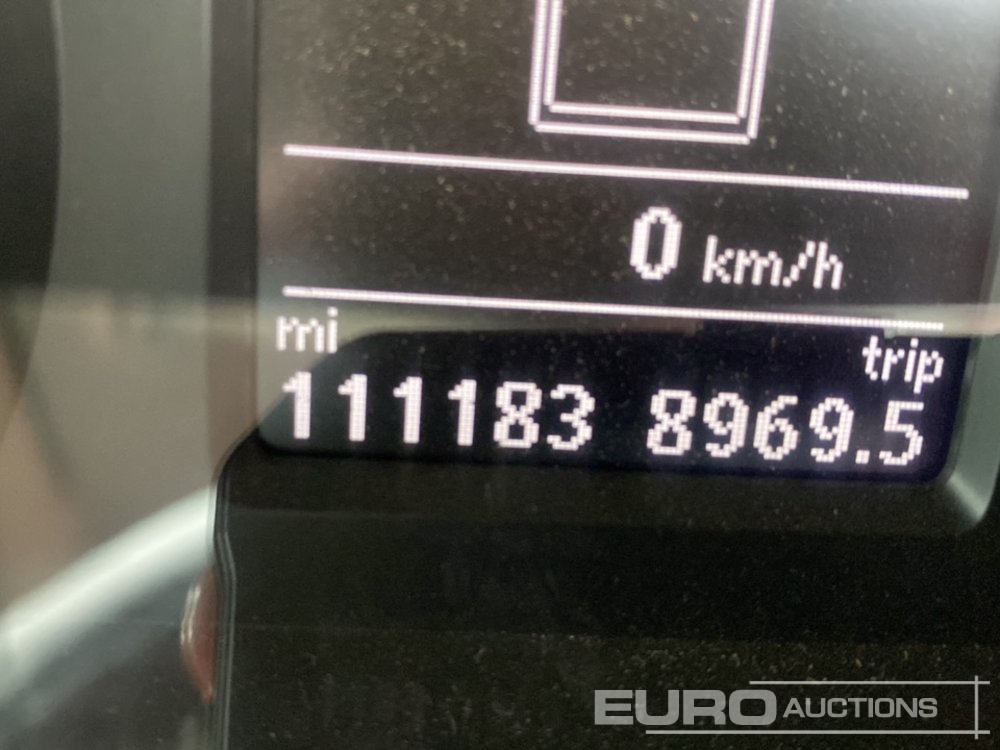 0 km/h
mi
trip
111183 8969.5
EURO AUCTIONS